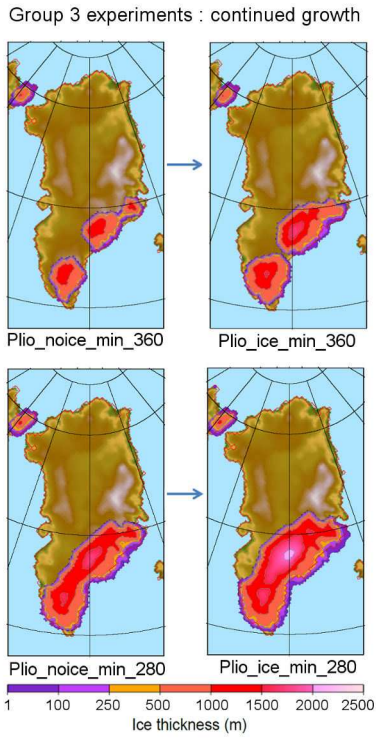 Group 3 experiments : continued growth
Plio_noice_min_360 Plio_ice_min_360
Plio_noice_min_280 Plio_ice_min_280
1 100 250 500 1000 1500 2000 2500
Ice thickness (m)